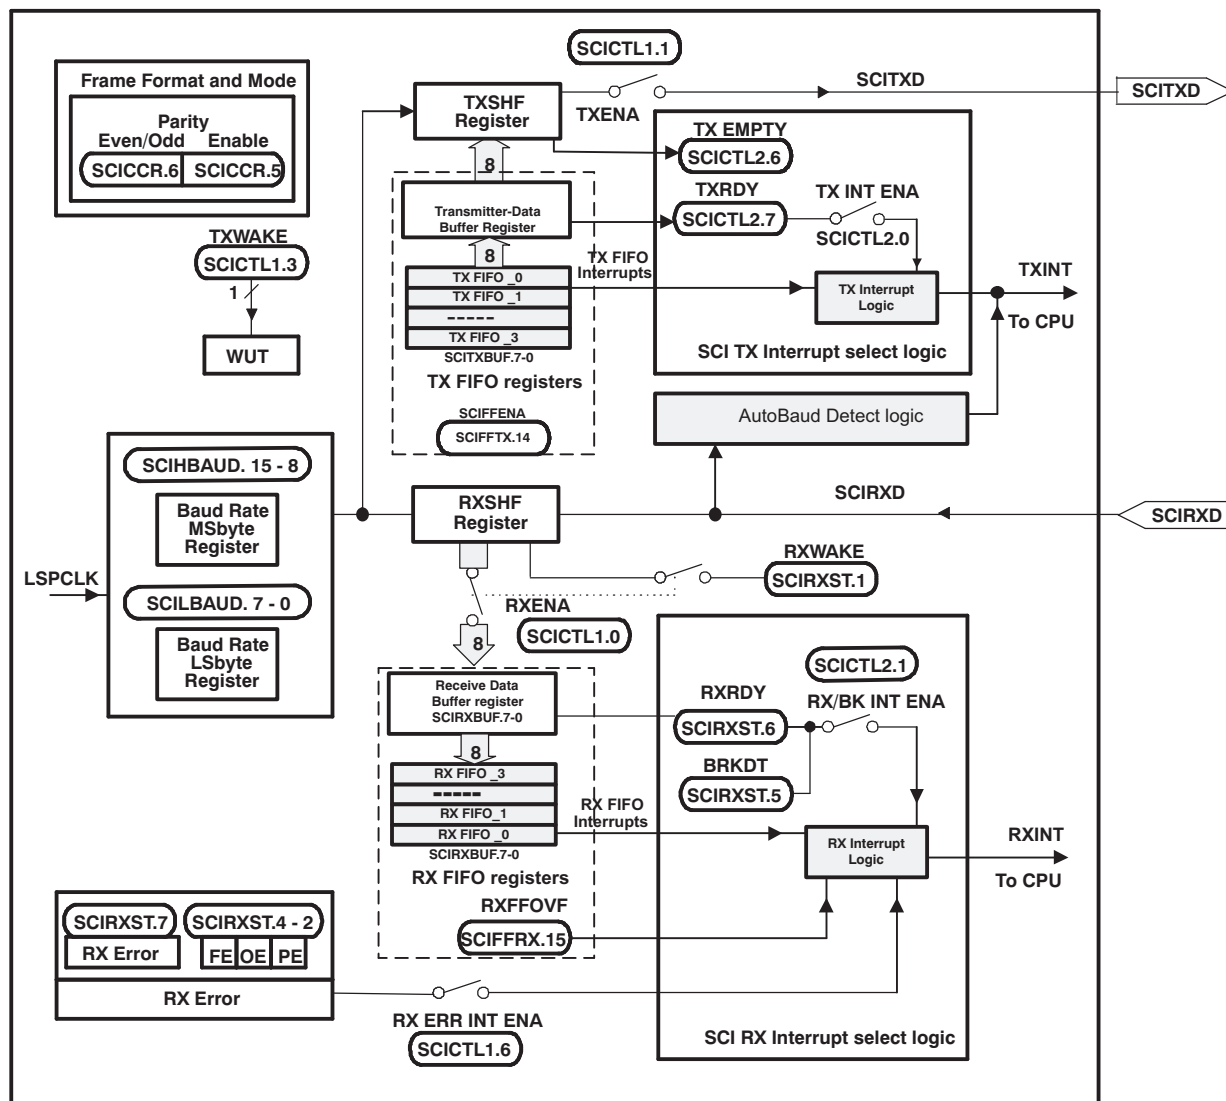 SCICTL1.1
Frame Format and Mode
Parity
Even/Odd Enable
SCICCR.6 SCICCR.5
TXSHF
Register
TXENA
SCITXD
SCITXD
TX EMPTY
SCICTL2.6
8
TXRDY
SCICTL2.7
TX INT ENA
SCICTL2.0
Transmitter-Data
Buffer Register
8
TX FIFO
Interrupts
TX FIFO _0
TX FIFO _1
-----
TX FIFO _3
SCITXBUF.7-0
TX FIFO registers
SCIFFENA
SCIFFTX.14
TX Interrupt
Logic
TXINT
To CPU
SCI TX Interrupt select logic
TXWAKE
SCICTL1.3
1
WUT
AutoBaud Detect logic
SCIHBAUD. 15 - 8
Baud Rate
MSbyte
Register
LSPCLK
SCILBAUD. 7 - 0
Baud Rate
LSbyte
Register
RXSHF
Register
SCIRXD
SCIRXD
RXWAKE
SCIRXST.1
RXENA
SCICTL1.0
8
Receive Data
Buffer register
SCIRXBUF.7-0
8
RX FIFO _3
-----
RX FIFO_1
RX FIFO _0
SCIRXBUF.7-0
RX FIFO registers
RX FIFO
Interrupts
RXFFOVF
SCIFFRX.15
SCICTL2.1
RXRDY
RX/BK INT ENA
SCIRXST.6
BRKDT
SCIRXST.5
RX Interrupt
Logic
RXINT
To CPU
SCI RX Interrupt select logic
SCIRXST.7 SCIRXST.4 - 2
RX Error
FE OE PE
RX Error
RX ERR INT ENA
SCICTL1.6